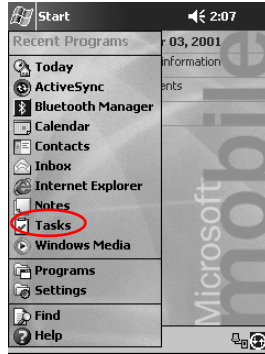 Start 2:07
Recent Programs r 03, 2001
Today information
ActiveSync ents
Bluetooth Manager
Calendar
Contacts
Inbox
Internet Explorer
Notes
Tasks
Windows Media
Programs
Settings
Find
Help
Microsoft
mobile